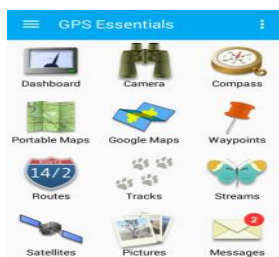 GPS Essentials
Dashboard Camera Compass
Portable Maps Google Maps Waypoints
ROUTE
14/2
Routes Tracks Streams
2
Satellites Pictures Messages